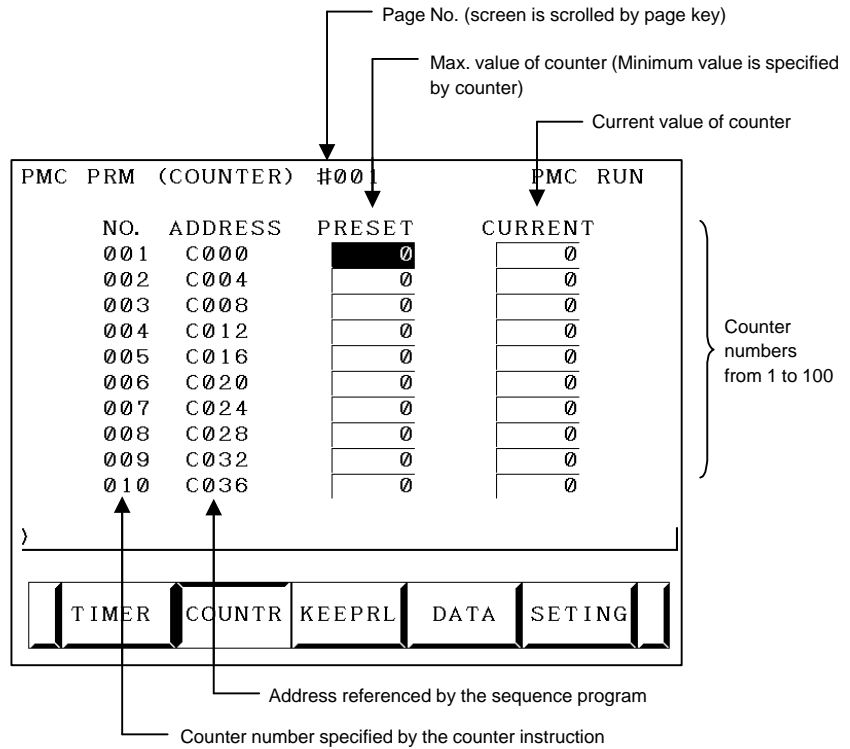 Page No. (screen is scrolled by page key)
Max. value of counter (Minimum value is specified
by counter)
Current value of counter
PMC PRM (COUNTER) #001 PMC RUN
NO. ADDRESS PRESET CURRENT
001 C000 0 0
002 C004 0 0
003 C008 0 0
004 C012 0 0
005 C016 0 0
006 C020 0 0
007 C024 0 0
008 C028 0 0
009 C032 0 0
010 C036 0 0
Counter
numbers
from 1 to 100
)
TIMER COUNTR KEEPRL DATA SETING
Address referenced by the sequence program
Counter number specified by the counter instruction